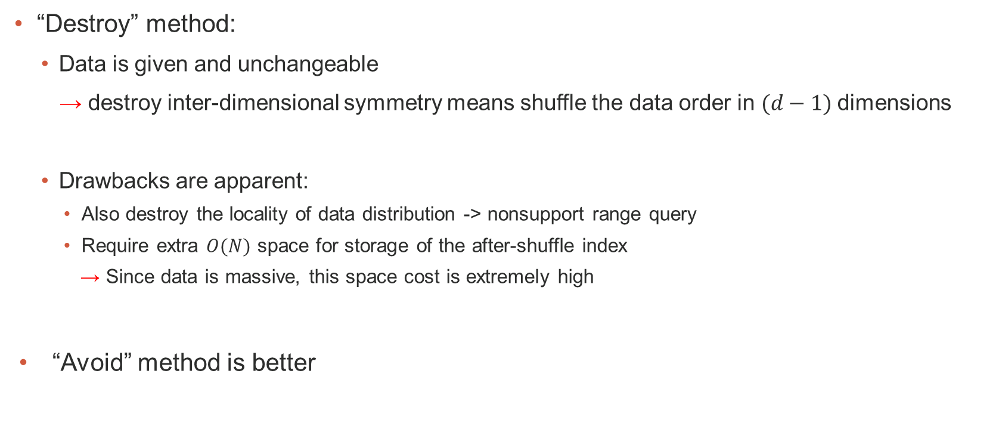 • “Destroy” method:
• Data is given and unchangeable
→ destroy inter-dimensional symmetry means shuffle the data order in (d − 1) dimensions
• Drawbacks are apparent:
• Also destroy the locality of data distribution -> nonsupport range query
• Require extra O(N) space for storage of the after-shuffle index
→ Since data is massive, this space cost is extremely high
• “Avoid” method is better